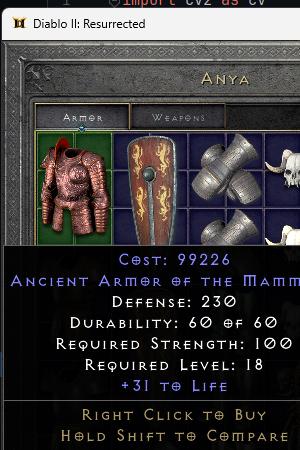 import cv2 as cv
Diablo II: Resurrected
Anya
Armor
Weapons
Cost: 99226
Ancient Armor of the Mamm
Defense: 230
Durability: 60 of 60
Required Strength: 100
Required Level: 18
+31 to Life
Right Click to Buy
Hold Shift to Compare